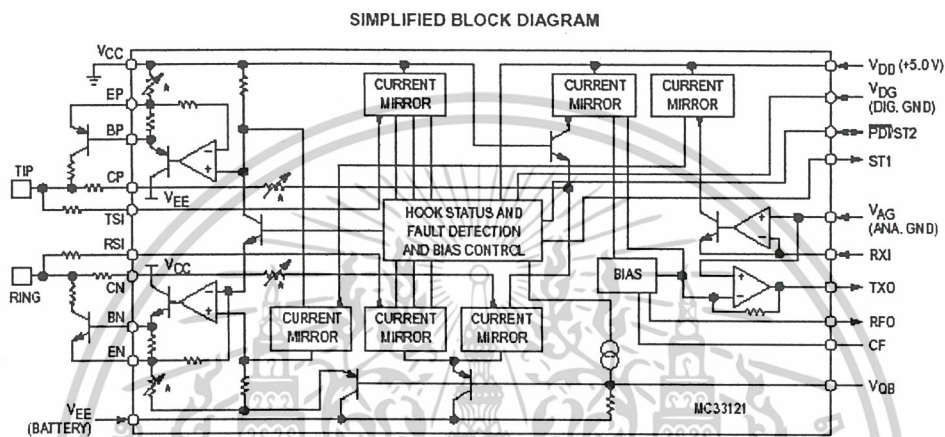 SIMPLIFIED BLOCK DIAGRAM
VCC
EP
BP
TIP
CP
VEE
TSI
RSI
VCC
RING
CN
BN
EN
VEE
(BATTERY)
A
A
A
A
CURRENT
MIRROR
CURRENT
MIRROR
CURRENT
MIRROR
HOOK STATUS AND
FAULT DETECTION
AND BIAS CONTROL
BIAS
CURRENT
MIRROR
CURRENT
MIRROR
CURRENT
MIRROR
MC33121
VDD (+5.0 V)
VDG
(DIG. GND)
PDI/ST2
ST1
VAG
(ANA. GND)
RXI
TXO
RFO
CF
VQB